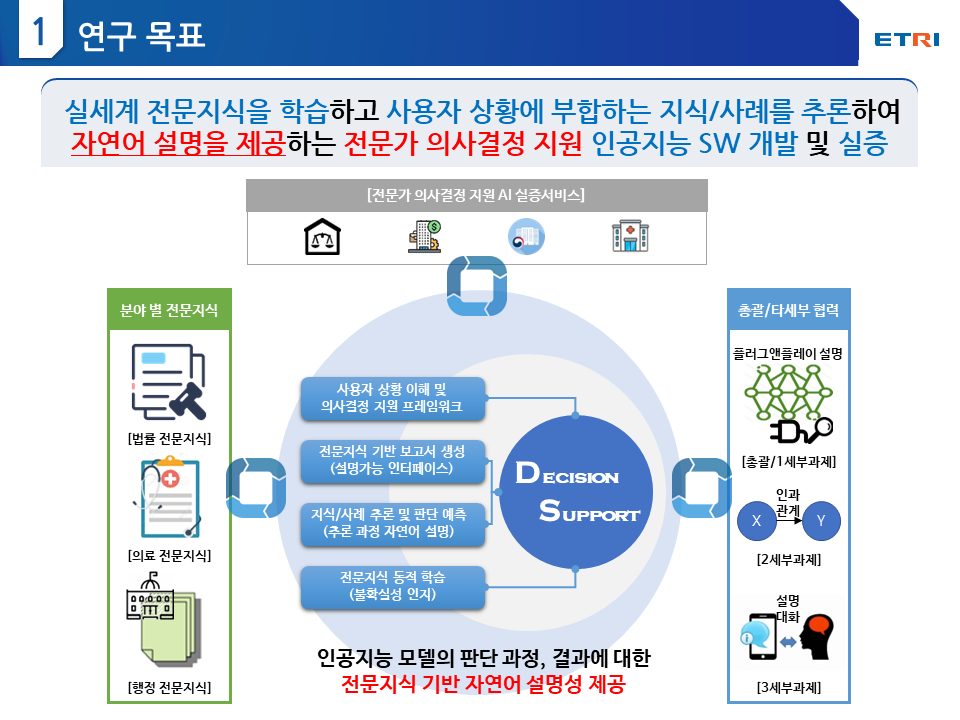 1 연구 목표
ETRI
실세계 전문지식을 학습하고 사용자 상황에 부합하는 지식/사례를 추론하여
자연어 설명을 제공하는 전문가 의사결정 지원 인공지능 SW 개발 및 실증
[전문가 의사결정 지원 AI 실증서비스]
분야 별 전문지식
[법률 전문지식]
[의료 전문지식]
[행정 전문지식]
사용자 상황 이해 및
의사결정 지원 프레임워크
전문지식 기반 보고서 생성
(설명가능 인터페이스)
지식/사례 추론 및 판단 예측
(추론 과정 자연어 설명)
전문지식 동적 학습
(불확실성 인지)
DECISION
SUPPORT
총괄/타세부 협력
플러그앤플레이 설명
[총괄/1세부과제]
인과
관계
X
Y
[2세부과제]
설명
대화
[3세부과제]
인공지능 모델의 판단 과정, 결과에 대한
전문지식 기반 자연어 설명성 제공